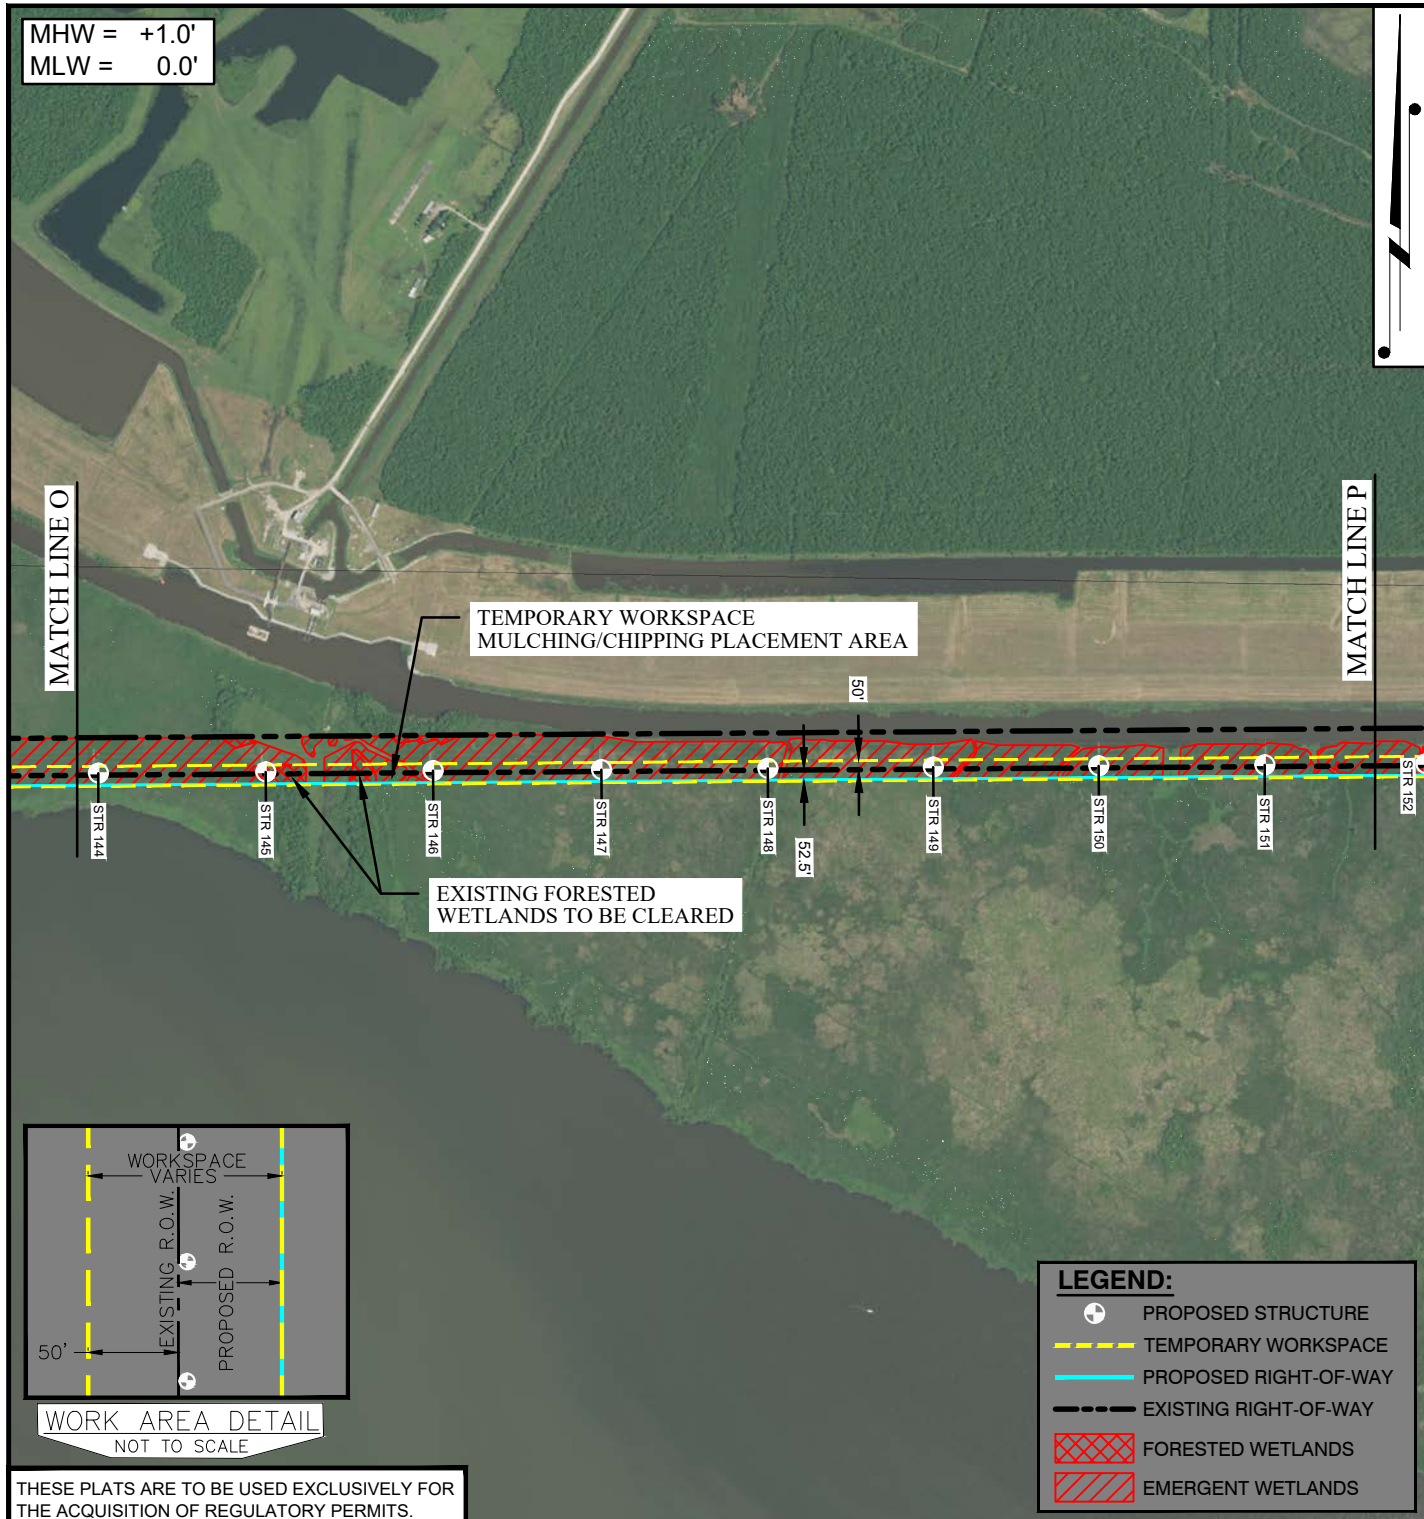 MHW = +1.0'
MLW = 0.0'
MATCH LINE O
MATCH LINE P
TEMPORARY WORKSPACE
MULCHING/CHIPPING PLACEMENT AREA
50'
52.5'
STR 144
STR 145
STR 146
STR 147
STR 148
STR 149
STR 150
STR 151
STR 152
EXISTING FORESTED
WETLANDS TO BE CLEARED
WORKSPACE
VARIES
EXISTING R.O.W.
PROPOSED R.O.W.
50'
WORK AREA DETAIL
NOT TO SCALE
LEGEND:
PROPOSED STRUCTURE
TEMPORARY WORKSPACE
PROPOSED RIGHT-OF-WAY
EXISTING RIGHT-OF-WAY
FORESTED WETLANDS
EMERGENT WETLANDS
THESE PLATS ARE TO BE USED EXCLUSIVELY FOR
THE ACQUISITION OF REGULATORY PERMITS.